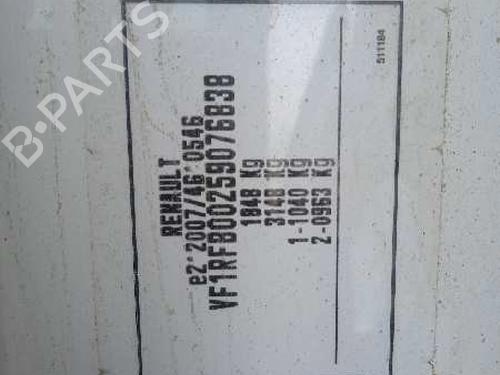 RENAULT
e2*2007/46*0546
VF1RFB00259076838
1848 Kg
3148 Kg
1-1040 Kg
2-0963 Kg
511184
B-PARTS